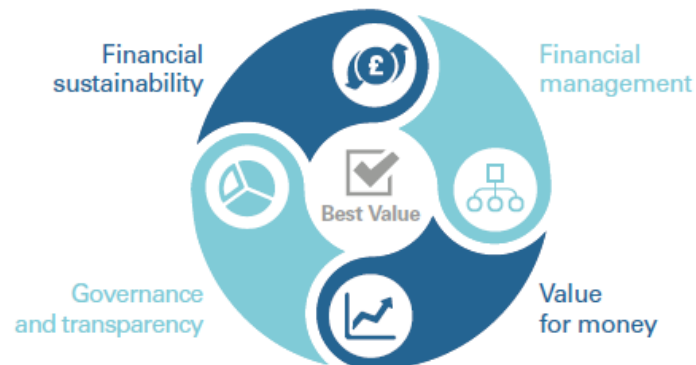 Financial
sustainability
£
Financial
management
Best Value
Governance
and transparency
Value
for money